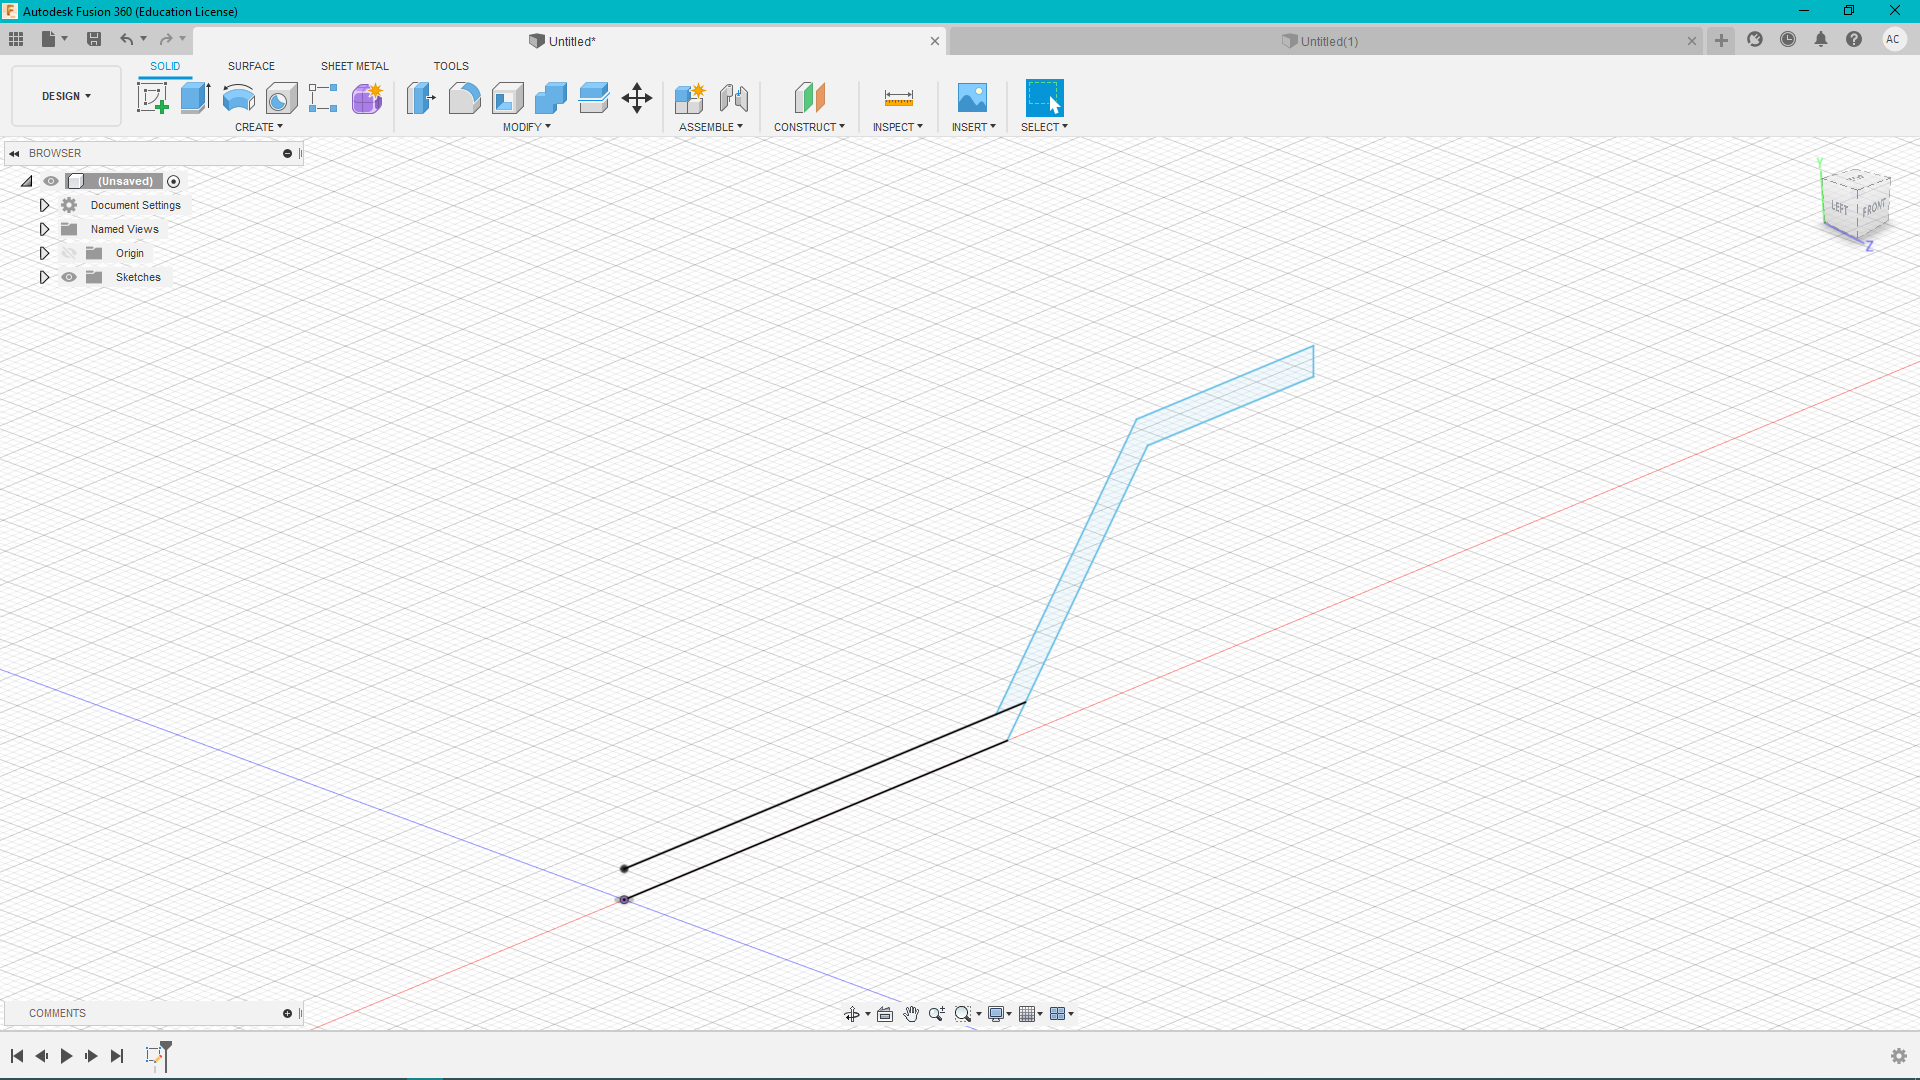 Autodesk Fusion 360 (Education License)
Untitled*
Untitled(1)
AC
SOLID SURFACE SHEET METAL TOOLS
DESIGN
CREATE MODIFY ASSEMBLE CONSTRUCT INSPECT INSERT SELECT
BROWSER
(Unsaved)
Document Settings
Named Views
Origin
Sketches
Y
TOP
LEFT
FRONT
Z
COMMENTS